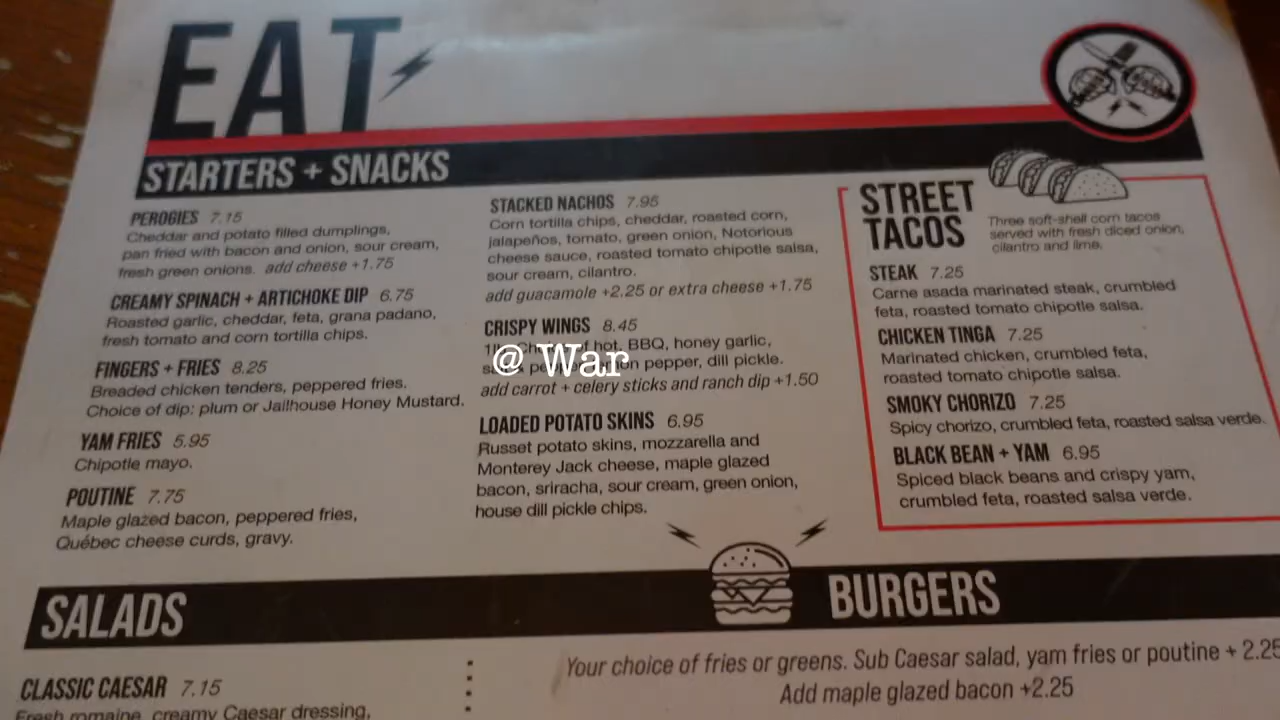 EAT
STARTERS + SNACKS
PEROGIES 7.15
Cheddar and potato filled dumplings,
pan fried with bacon and onion, sour cream,
fresh green onions. add cheese +1.75
CREAMY SPINACH + ARTICHOKE DIP 6.75
Roasted garlic, cheddar, feta, grana padano,
fresh tomato and corn tortilla chips.
FINGERS + FRIES 8.25
Breaded chicken tenders, peppered fries.
Choice of dip: plum or Jailhouse Honey Mustard.
YAM FRIES 5.95
Chipotle mayo.
POUTINE 7.75
Maple glazed bacon, peppered fries,
Québec cheese curds, gravy.
STACKED NACHOS 7.95
Corn tortilla chips, cheddar, roasted corn,
jalapeños, tomato, green onion, Notorious
cheese sauce, roasted tomato chipotle salsa,
sour cream, cilantro.
add guacamole +2.25 or extra cheese +1.75
CRISPY WINGS 8.45
hot, BBQ, honey garlic,
pepper, dill pickle.
@ War
add carrot + celery sticks and ranch dip +1.50
LOADED POTATO SKINS 6.95
Russet potato skins, mozzarella and
Monterey Jack cheese, maple glazed
bacon, sriracha, sour cream, green onion,
house dill pickle chips.
STREET
TACOS
Three soft-shell corn tacos
served with fresh diced onion,
cilantro and lime.
STEAK 7.25
Carne asada marinated steak, crumbled
feta, roasted tomato chipotle salsa.
CHICKEN TINGA 7.25
Marinated chicken, crumbled feta,
roasted tomato chipotle salsa.
SMOKY CHORIZO 7.25
Spicy chorizo, crumbled feta, roasted salsa verde.
BLACK BEAN + YAM 6.95
Spiced black beans and crispy yam,
crumbled feta, roasted salsa verde.
SALADS
CLASSIC CAESAR 7.15
Fresh romaine, creamy Caesar dressing,
BURGERS
Your choice of fries or greens. Sub Caesar salad, yam fries or poutine + 2.25
Add maple glazed bacon +2.25